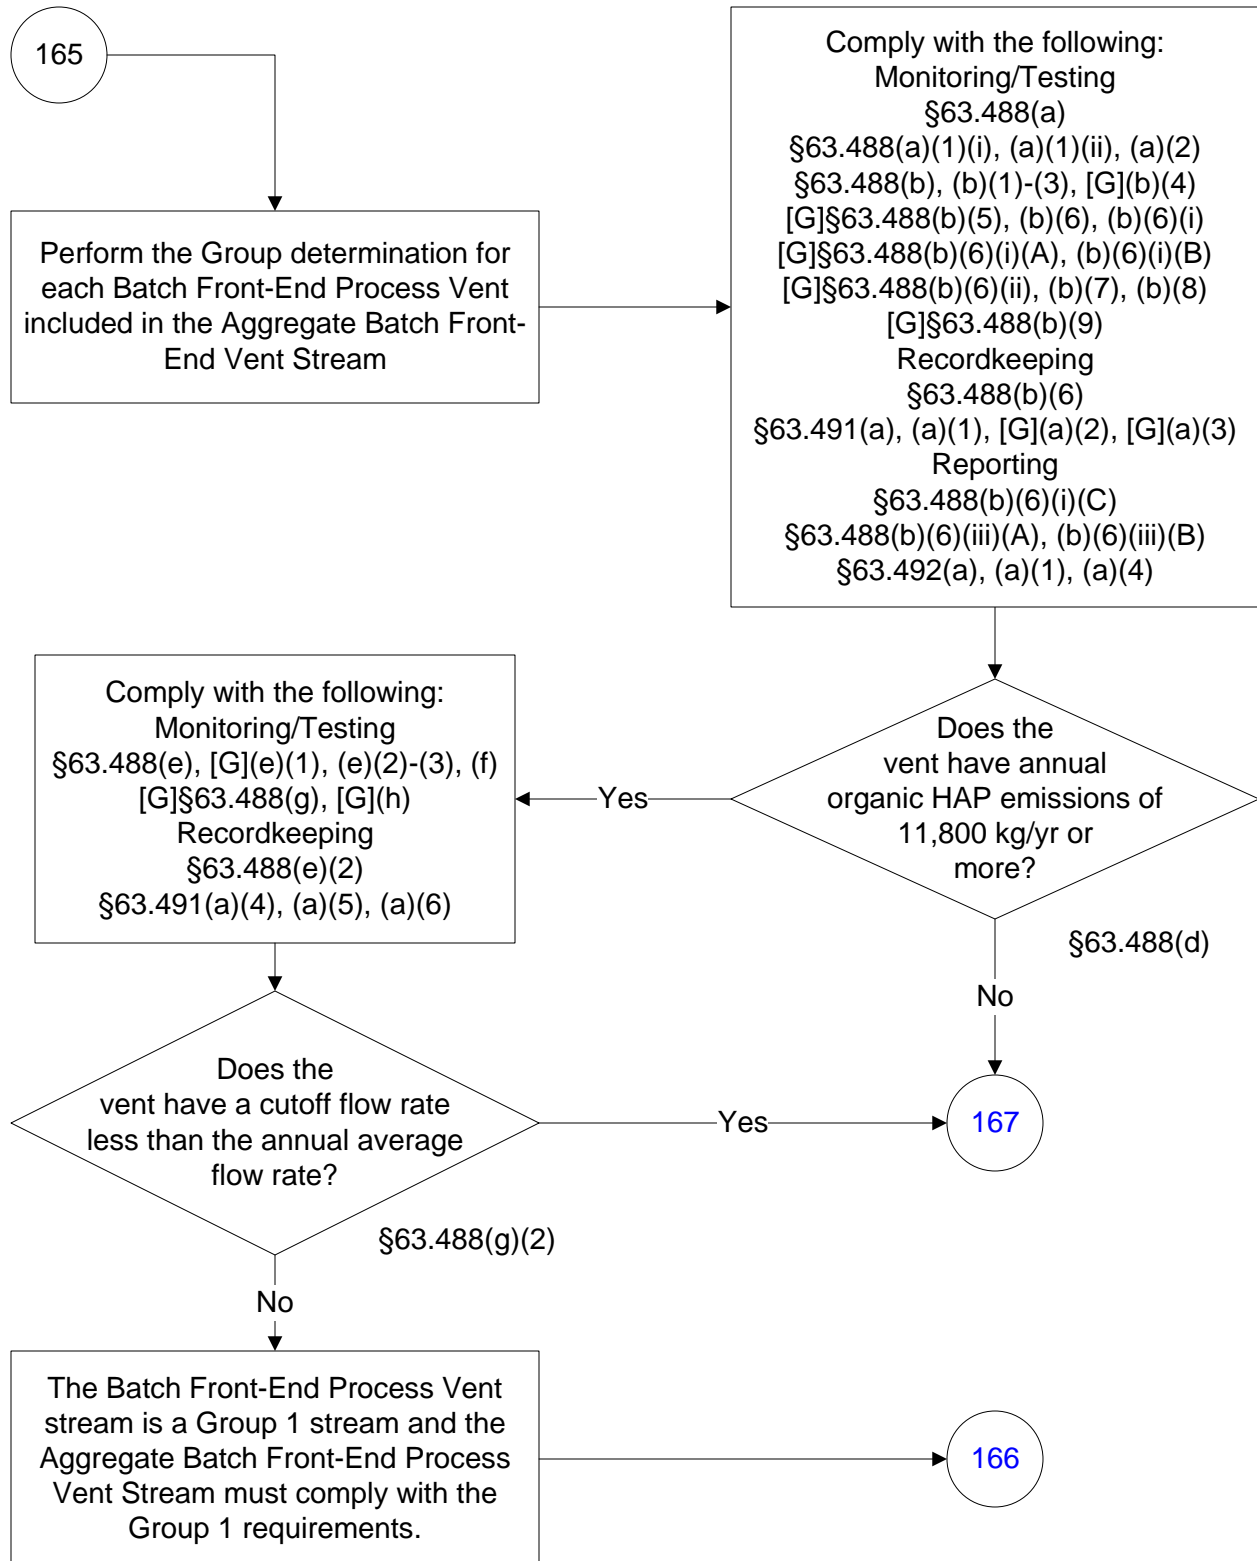 165
Perform the Group determination for
each Batch Front-End Process Vent
included in the Aggregate Batch Front-
End Vent Stream
Comply with the following:
Monitoring/Testing
§63.488(a)
§63.488(a)(1)(i), (a)(1)(ii), (a)(2)
§63.488(b), (b)(1)-(3), [G](b)(4)
[G]§63.488(b)(5), (b)(6), (b)(6)(i)
[G]§63.488(b)(6)(i)(A), (b)(6)(i)(B)
[G]§63.488(b)(6)(ii), (b)(7), (b)(8)
[G]§63.488(b)(9)
Recordkeeping
§63.488(b)(6)
§63.491(a), (a)(1), [G](a)(2), [G](a)(3)
Reporting
§63.488(b)(6)(i)(C)
§63.488(b)(6)(iii)(A), (b)(6)(iii)(B)
§63.492(a), (a)(1), (a)(4)
Does the
vent have annual
organic HAP emissions of
11,800 kg/yr or
more?
§63.488(d)
Yes
No
Comply with the following:
Monitoring/Testing
§63.488(e), [G](e)(1), (e)(2)-(3), (f)
[G]§63.488(g), [G](h)
Recordkeeping
§63.488(e)(2)
§63.491(a)(4), (a)(5), (a)(6)
Does the
vent have a cutoff flow rate
less than the annual average
flow rate?
§63.488(g)(2)
Yes
167
No
The Batch Front-End Process Vent
stream is a Group 1 stream and the
Aggregate Batch Front-End Process
Vent Stream must comply with the
Group 1 requirements.
166